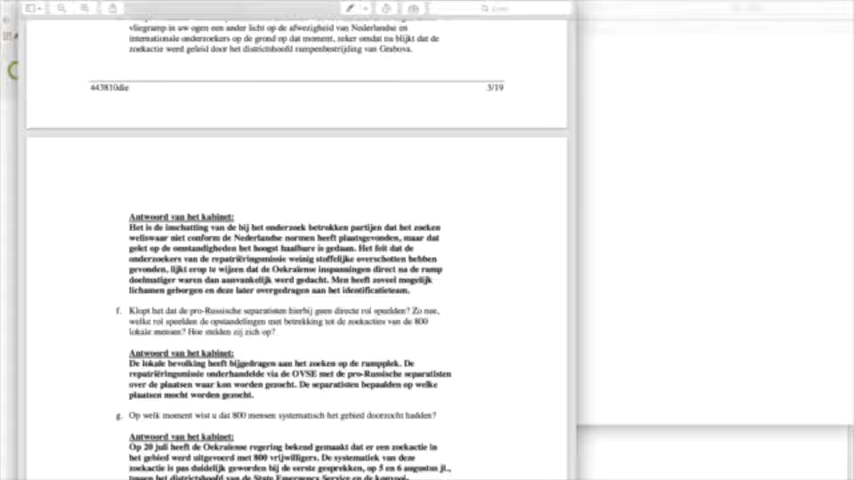 vliegramp in uw ogen een ander licht op de afwezigheid van Nederlandse en
internationale onderzoekers op de grond op dat moment, zeker omdat nu blijkt dat de
zoekactie werd geleid door het districtshoofd rampenbestrijding van Grabova.
443810die 3/19
Antwoord van het kabinet:
Het is de inschatting van de bij het onderzoek betrokken partijen dat het zoeken
weliswaar niet conform de Nederlandse normen heeft plaatsgevonden, maar dat
gelet op de omstandigheden het hoogst haalbare is gedaan. Het feit dat de
onderzoekers van de repatriëringsmissie weinig stoffelijke overschotten hebben
gevonden, lijkt erop te wijzen dat de Oekraïense inspanningen direct na de ramp
doelmatiger waren dan aanvankelijk werd gedacht. Men heeft zoveel mogelijk
lichamen geborgen en deze later overgedragen aan het identificatieteam.
f. Klopt het dat de pro-Russische separatisten hierbij geen directe rol speelden? Zo nee,
welke rol speelden de opstandelingen met betrekking tot de zoekacties van de 800
lokale mensen? Hoe stelden zij zich op?
Antwoord van het kabinet:
De lokale bevolking heeft bijgedragen aan het zoeken op de rampplek. De
repatriëringsmissie onderhandelde via de OVSE met de pro-Russische separatisten
over de plaatsen waar kon worden gezocht. De separatisten bepaalden op welke
plaatsen mocht worden gezocht.
g. Op welk moment wist u dat 800 mensen systematisch het gebied doorzocht hadden?
Antwoord van het kabinet:
Op 20 juli heeft de Oekraïense regering bekend gemaakt dat er een zoekactie in
het gebied werd uitgevoerd met 800 vrijwilligers. De systematiek van deze
zoekactie is pas duidelijk geworden bij de eerste gesprekken, op 5 en 6 augustus jl.,
tussen het districtshoofd van de State Emergency Service en de konvooi-